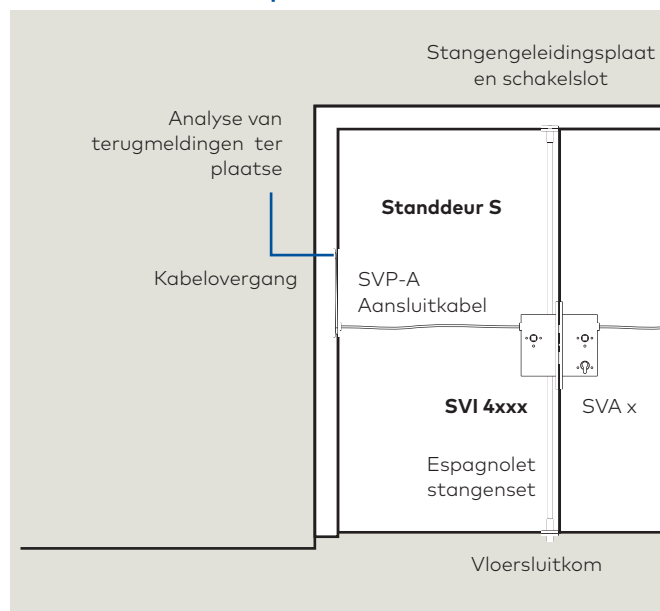 Stangengeleidingsplaat
en schakelslot
Analyse van
terugmeldingen ter
plaatse
Standdeur S
Kabelovergang
SVP-A
Aansluitkabel
SVI 4xxx
SVA x
Espagnolet
stangenset
Vloersluitkom